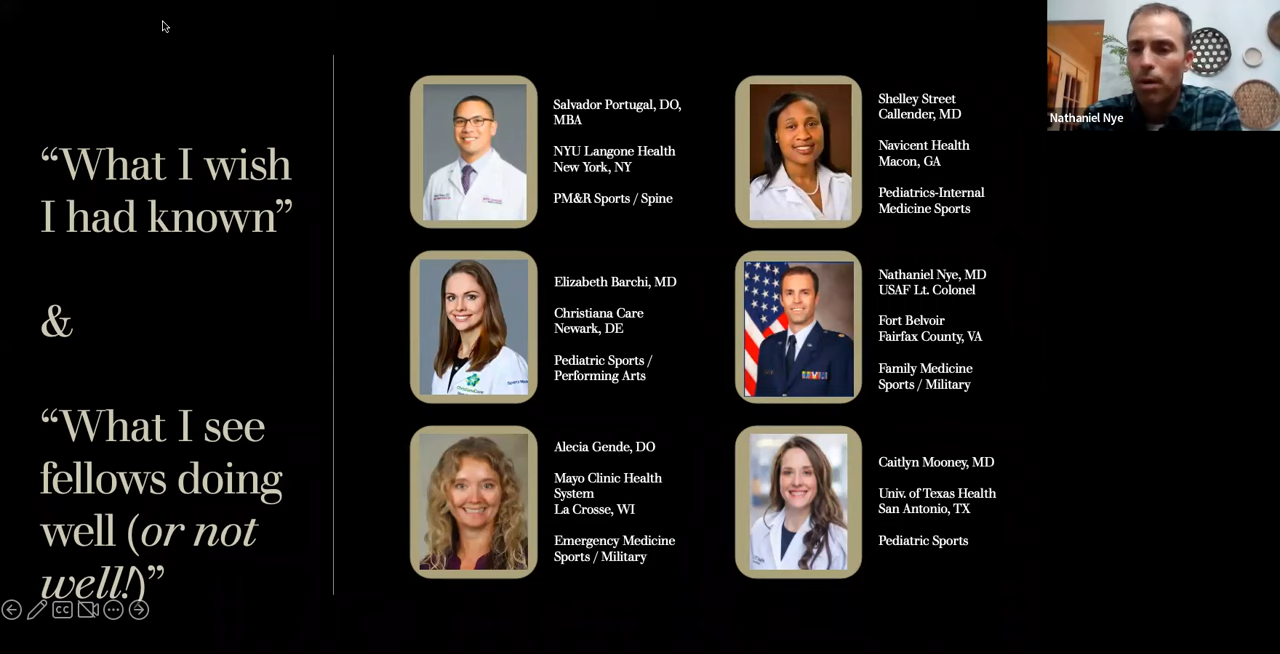 “What I wish
I had known”
&
“What I see
fellows doing
well (or not
well!)”
Salvador Portugal, DO,
MBA
NYU Langone Health
New York, NY
PM&R Sports / Spine
Shelley Street
Callender, MD
Navicent Health
Macon, GA
Pediatrics-Internal
Medicine Sports
Elizabeth Barchi, MD
Christiana Care
Newark, DE
Pediatric Sports /
Performing Arts
Nathaniel Nye, MD
USAF Lt. Colonel
Fort Belvoir
Fairfax County, VA
Family Medicine
Sports / Military
Alecia Gende, DO
Mayo Clinic Health
System
La Crosse, WI
Emergency Medicine
Sports / Military
Caitlyn Mooney, MD
Univ. of Texas Health
San Antonio, TX
Pediatric Sports
Nathaniel Nye
CC